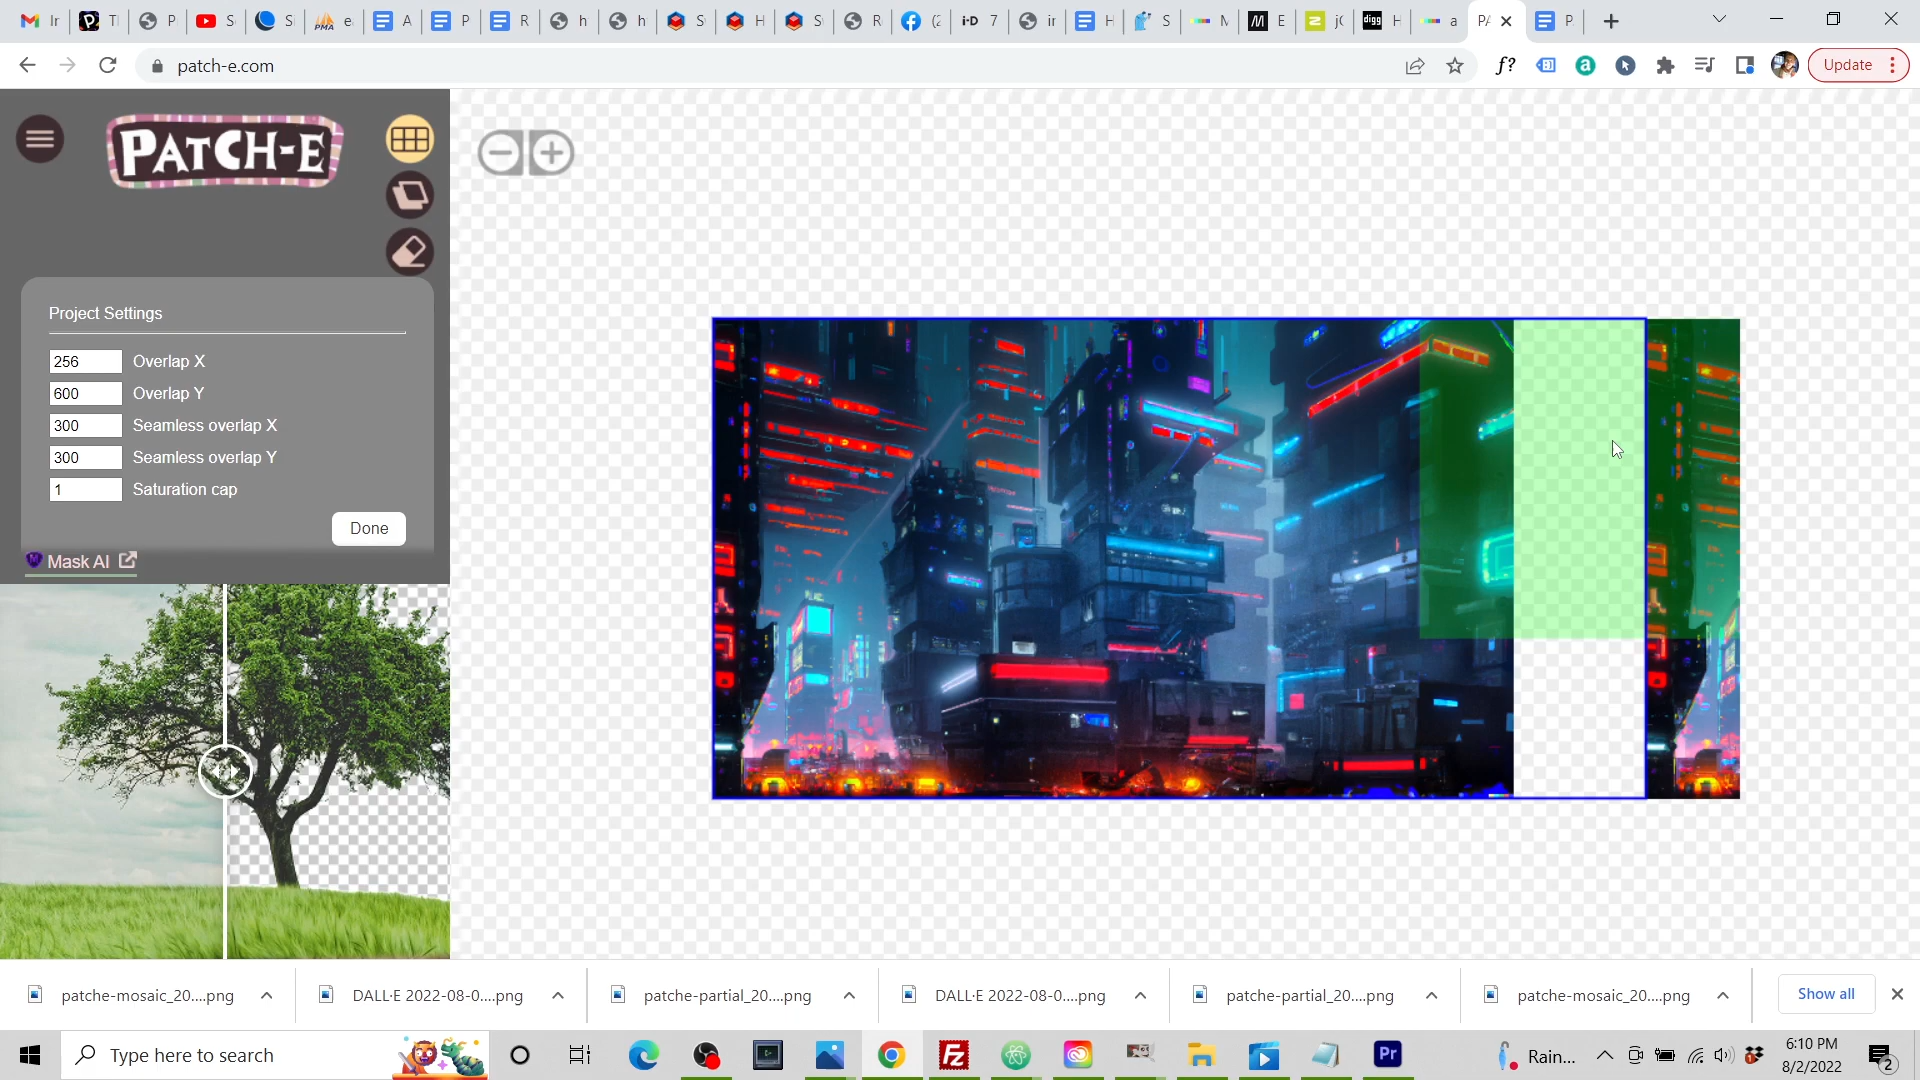 patch-e.com
Update
PATCH-E
Project Settings
256 Overlap X
600 Overlap Y
300 Seamless overlap X
300 Seamless overlap Y
1 Saturation cap
Done
Mask AI
patche-mosaic_20....png
DALL·E 2022-08-0....png
patche-partial_20....png
DALL·E 2022-08-0....png
patche-partial_20....png
patche-mosaic_20....png
Show all
Type here to search
Rain...
6:10 PM
8/2/2022
2